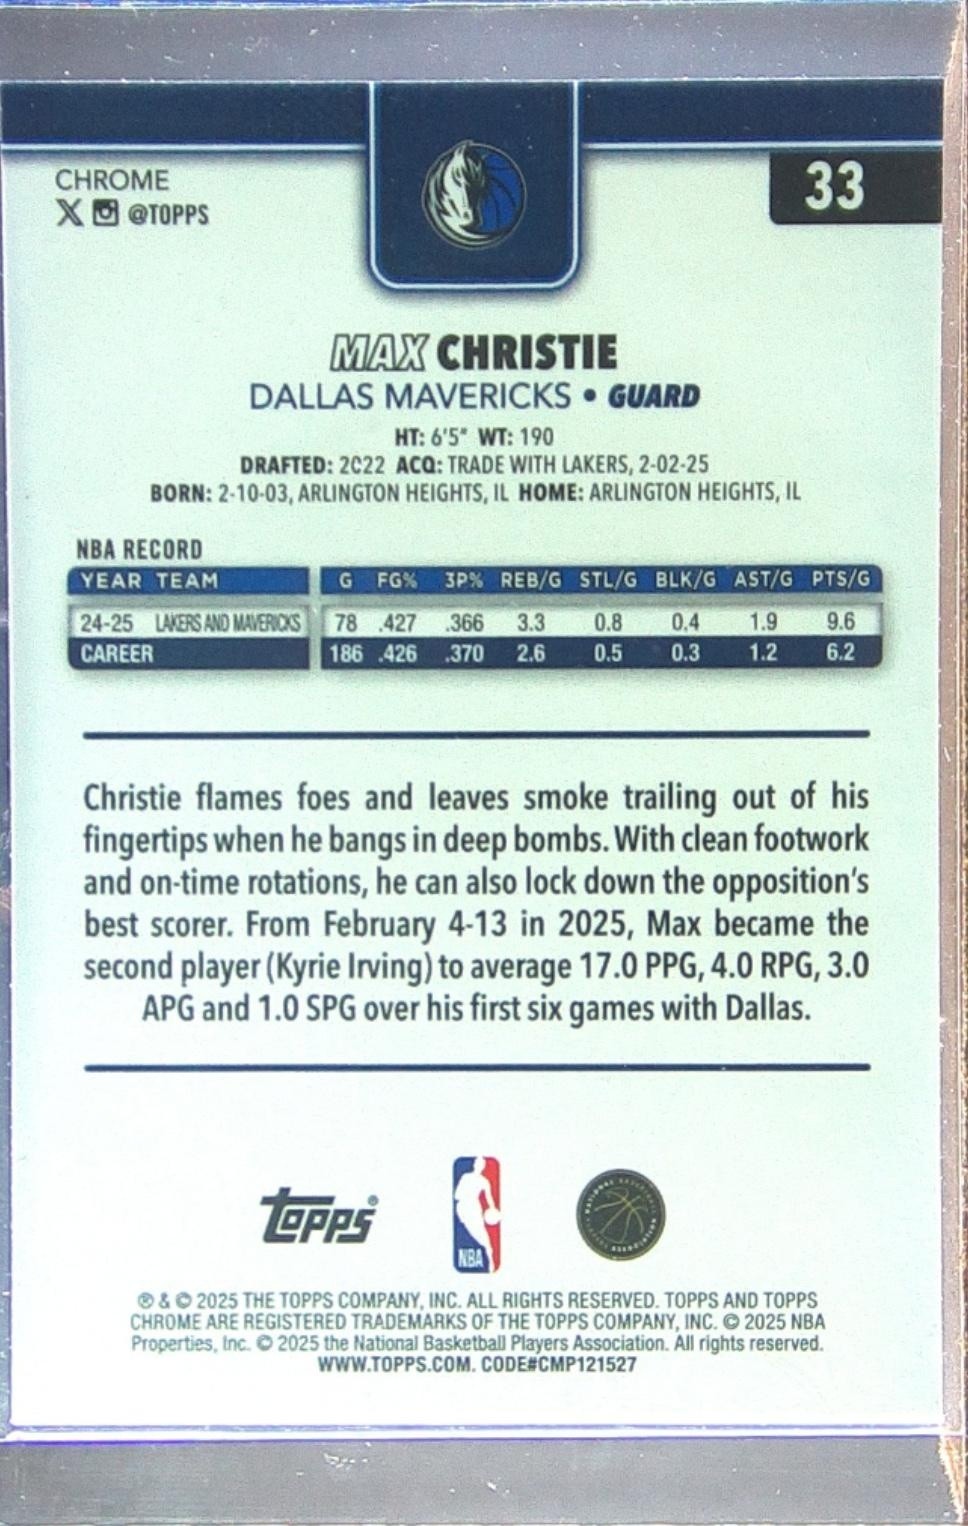 CHROME
33
X @TOPPS
MAX CHRISTIE
DALLAS MAVERICKS • GUARD
HT: 6'5" WT: 190
DRAFTED: 2022 ACQ: TRADE WITH LAKERS, 2-02-25
BORN: 2-10-03, ARLINGTON HEIGHTS, IL HOME: ARLINGTON HEIGHTS, IL
NBA RECORD
YEAR TEAM G FG% 3P% REB/G STL/G BLK/G AST/G PTS/G
24-25 LAKERS AND MAVERICKS 78 .427 .366 3.3 0.8 0.4 1.9 9.6
CAREER 186 .426 .370 2.6 0.5 0.3 1.2 6.2
Christie flames foes and leaves smoke trailing out of his
fingertips when he bangs in deep bombs. With clean footwork
and on-time rotations, he can also lock down the opposition's
best scorer. From February 4-13 in 2025, Max became the
second player (Kyrie Irving) to average 17.0 PPG, 4.0 RPG, 3.0
APG and 1.0 SPG over his first six games with Dallas.
Topps®
NBA
® & © 2025 THE TOPPS COMPANY, INC. ALL RIGHTS RESERVED. TOPPS AND TOPPS
CHROME ARE REGISTERED TRADEMARKS OF THE TOPPS COMPANY, INC. © 2025 NBA
Properties, Inc. © 2025 the National Basketball Players Association. All rights reserved.
WWW.TOPPS.COM. CODE#CMP121527